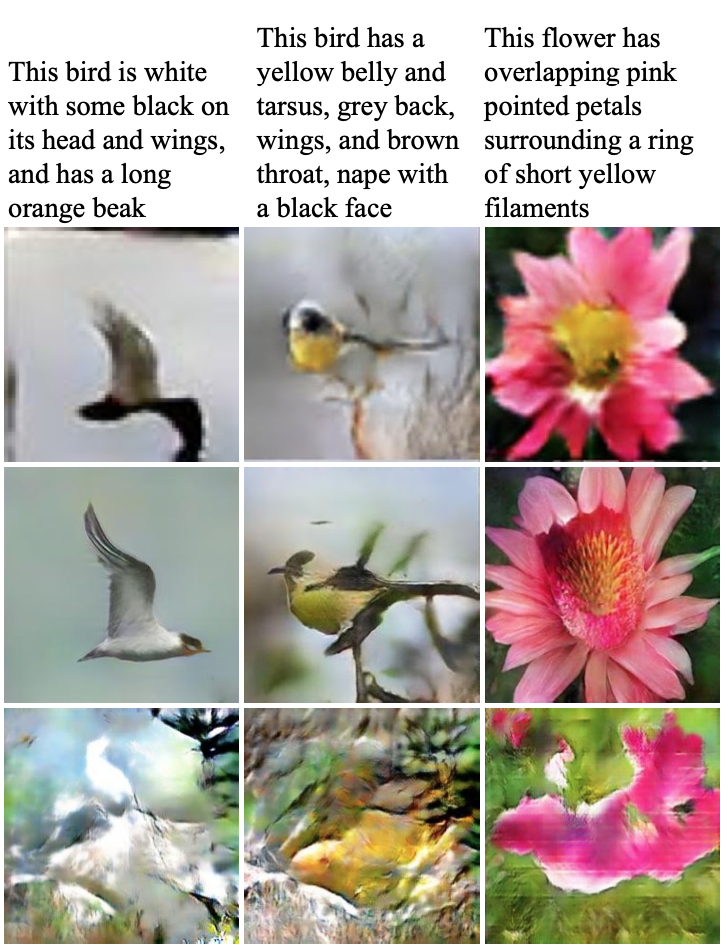 This bird is white
with some black on
its head and wings,
and has a long
orange beak
This bird has a
yellow belly and
tarsus, grey back,
wings, and brown
throat, nape with
a black face
This flower has
overlapping pink
pointed petals
surrounding a ring
of short yellow
filaments